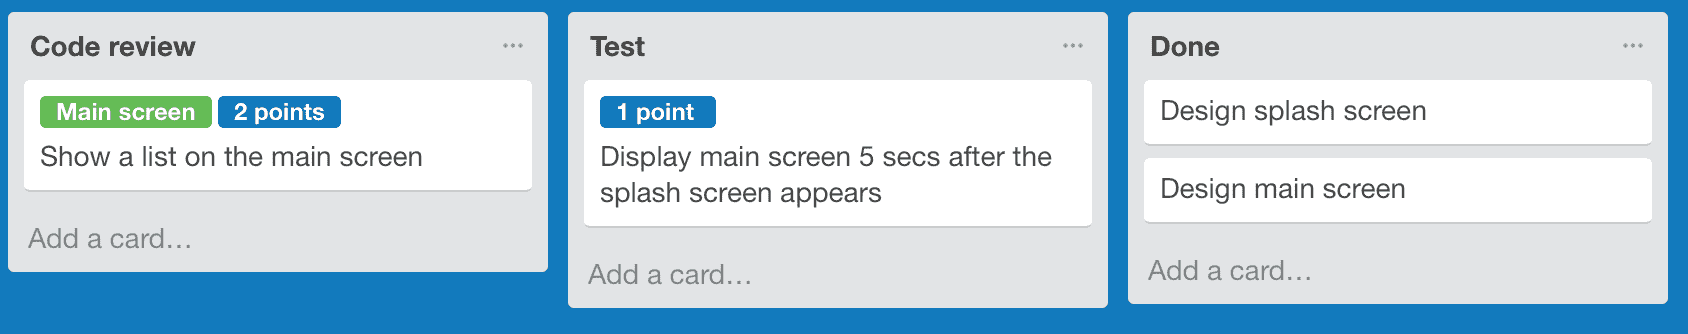 Code review
Main screen 2 points
Show a list on the main screen
Add a card…
Test
1 point
Display main screen 5 secs after the
splash screen appears
Add a card…
Done
Design splash screen
Design main screen
Add a card…